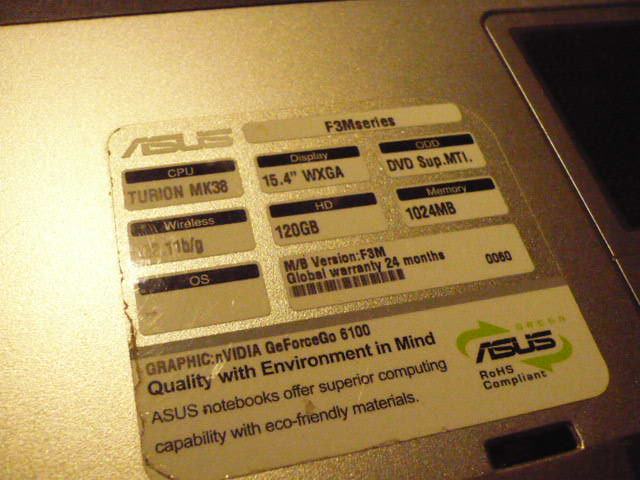 ASUS
F3Mseries
CPU
TURION MK38
Display
15.4" WXGA
ODD
DVD Sup.MTI.
Wireless
11b/g
HD
120GB
Memory
1024MB
OS
M/B Version:F3M
Global warranty 24 months
0060
GRAPHIC:nVIDIA GeForceGo 6100
Quality with Environment in Mind
ASUS notebooks offer superior computing
capability with eco-friendly materials.
GREEN
ASUS
RoHS
Compliant